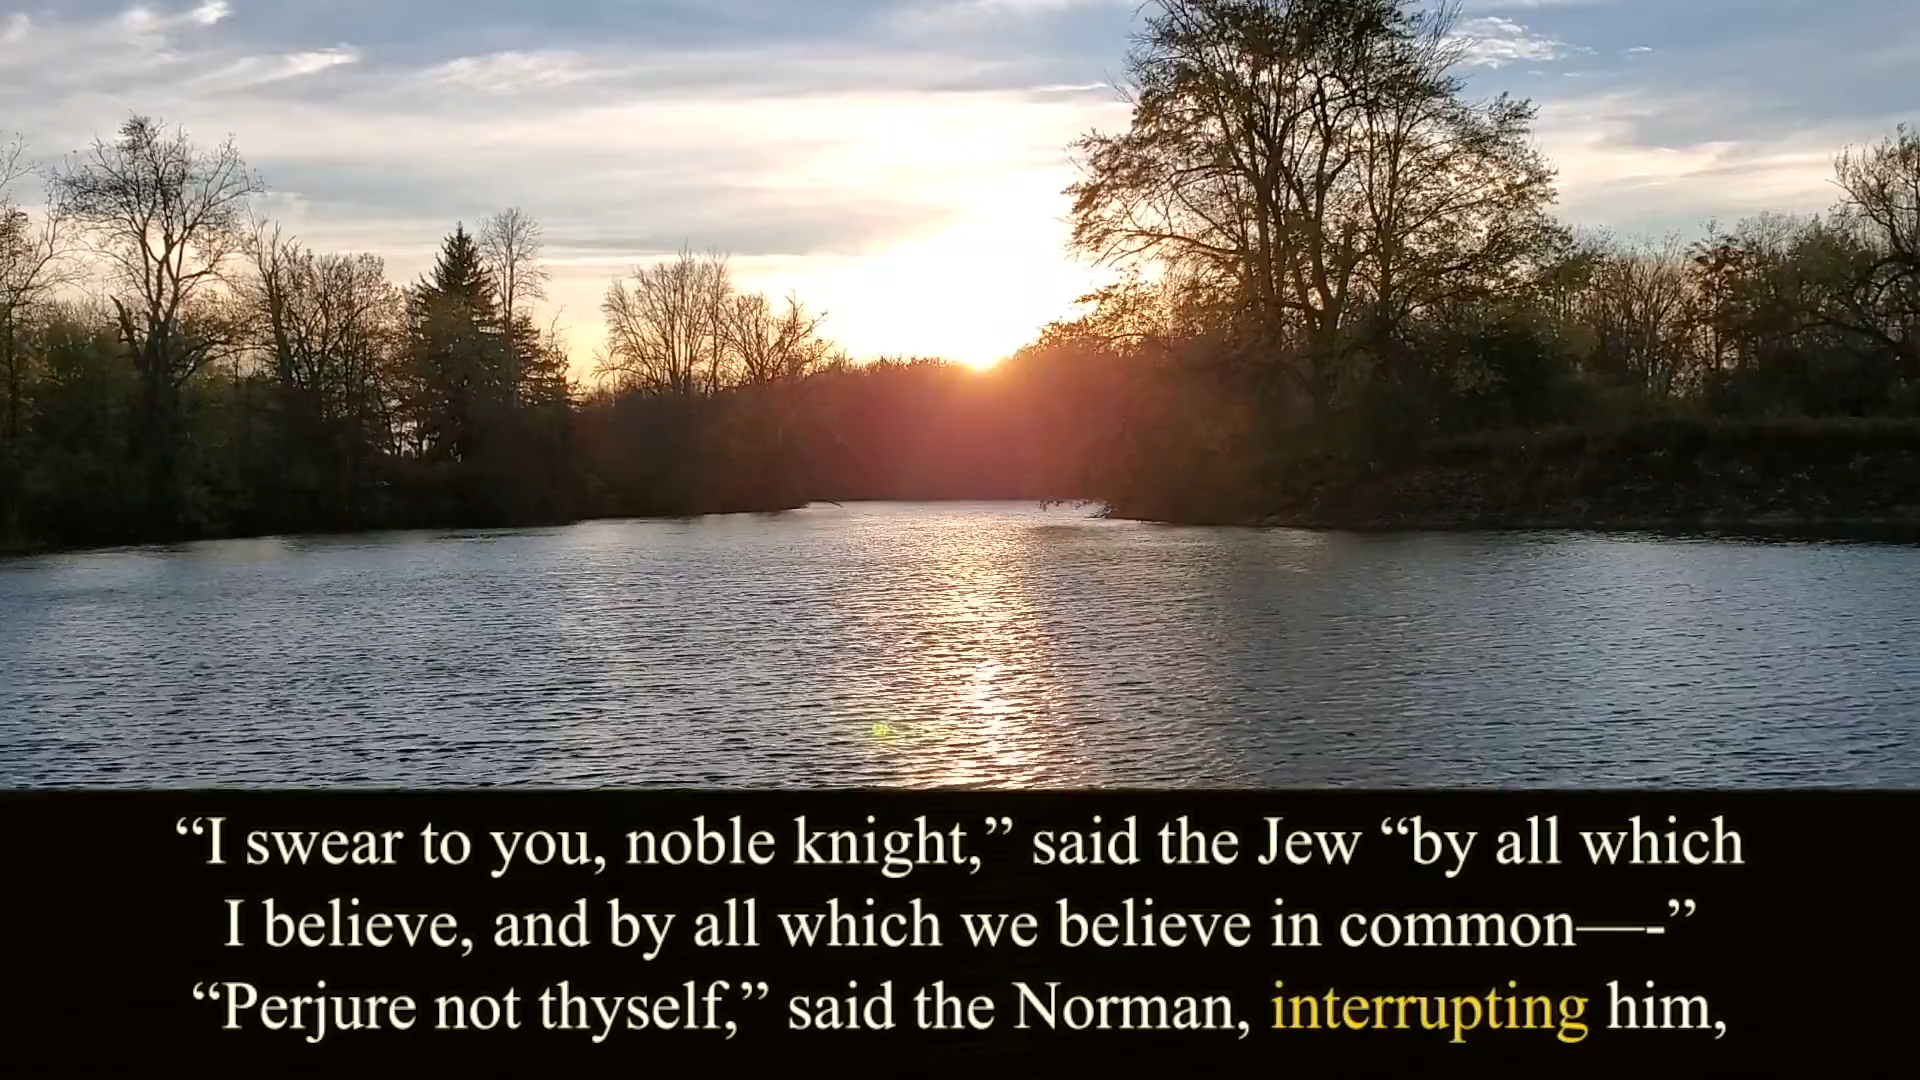 “I swear to you, noble knight,” said the Jew “by all which
I believe, and by all which we believe in common—-”
“Perjure not thyself,” said the Norman, interrupting him,